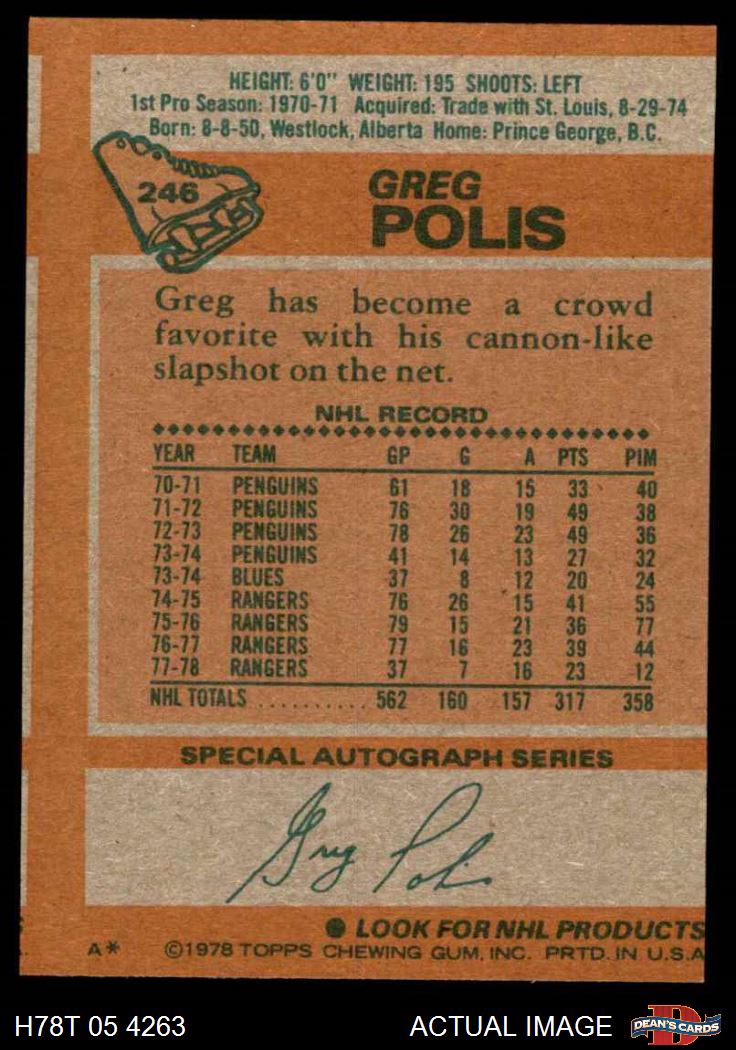 HEIGHT: 6'0" WEIGHT: 195 SHOOTS: LEFT
1st Pro Season: 1970-71 Acquired: Trade with St. Louis, 8-29-74
Born: 8-8-50, Westlock, Alberta Home: Prince George, B.C.
246
GREG
POLIS
Greg has become a crowd
favorite with his cannon-like
slapshot on the net.
NHL RECORD
YEAR TEAM GP G A PTS PIM
70-71 PENGUINS 61 18 15 33 40
71-72 PENGUINS 76 30 19 49 38
72-73 PENGUINS 78 26 23 49 36
73-74 PENGUINS 41 14 13 27 32
73-74 BLUES 37 8 12 20 24
74-75 RANGERS 76 26 15 41 55
75-76 RANGERS 79 15 21 36 77
76-77 RANGERS 77 16 23 39 44
77-78 RANGERS 37 7 16 23 12
NHL TOTALS .......... 562 160 157 317 358
SPECIAL AUTOGRAPH SERIES
Greg Polis
● LOOK FOR NHL PRODUCTS
A* ©1978 TOPPS CHEWING GUM, INC. PRTD. IN U.S.A
H78T 05 4263 ACTUAL IMAGE DEAN'S CARDS